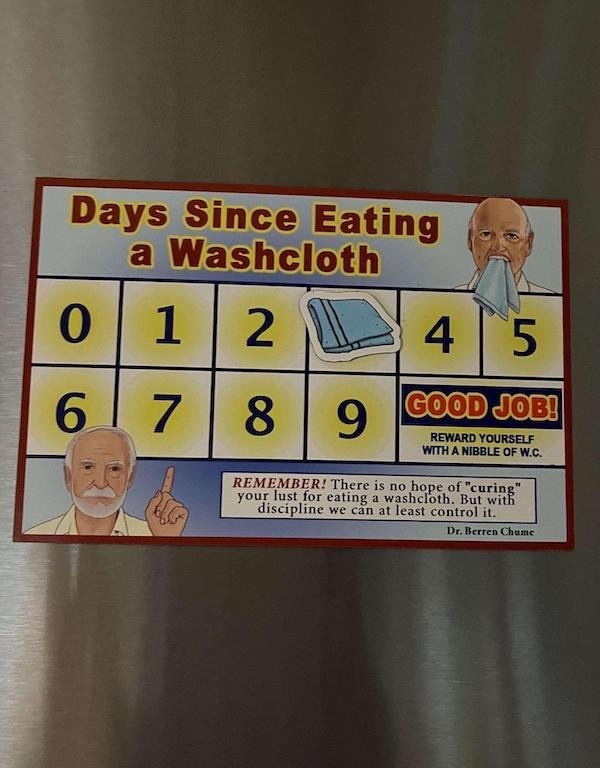 Days Since Eating
a Washcloth
0 1 2 4 5
6 7 8 9 GOOD JOB!
REWARD YOURSELF
WITH A NIBBLE OF W.C.
REMEMBER! There is no hope of "curing"
your lust for eating a washcloth. But with
discipline we can at least control it.
Dr. Berren Chume